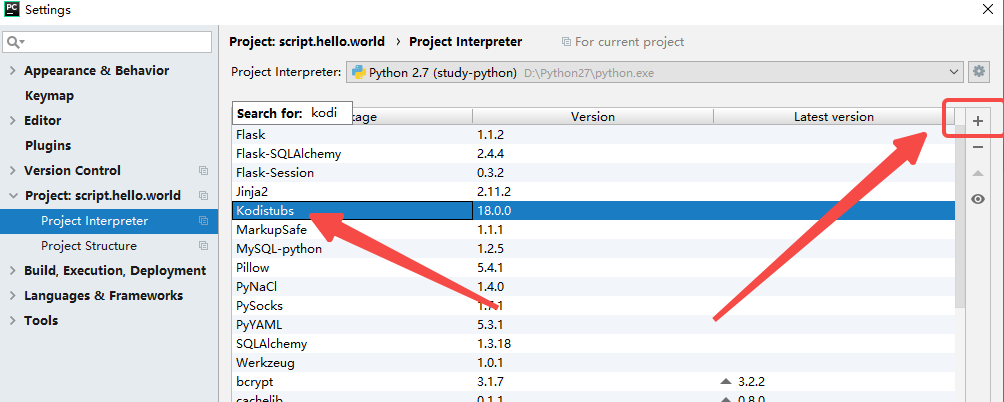 PC Settings
Project: script.hello.world › Project Interpreter For current project
Appearance & Behavior
Keymap
Editor
Plugins
Version Control
Project: script.hello.world
Project Interpreter
Project Structure
Build, Execution, Deployment
Languages & Frameworks
Tools
Project Interpreter: Python 2.7 (study-python) D:\Python27\python.exe
Search for: kodi
kage Version Latest version
Flask 1.1.2
Flask-SQLAlchemy 2.4.4
Flask-Session 0.3.2
Jinja2 2.11.2
Kodistubs 18.0.0
MarkupSafe 1.1.1
MySQL-python 1.2.5
Pillow 5.4.1
PyNaCl 1.4.0
PySocks 1.7.1
PyYAML 5.3.1
SQLAlchemy 1.3.18
Werkzeug 1.0.1
bcrypt 3.1.7 3.2.2
cachelib 0.1.1 0.8.0